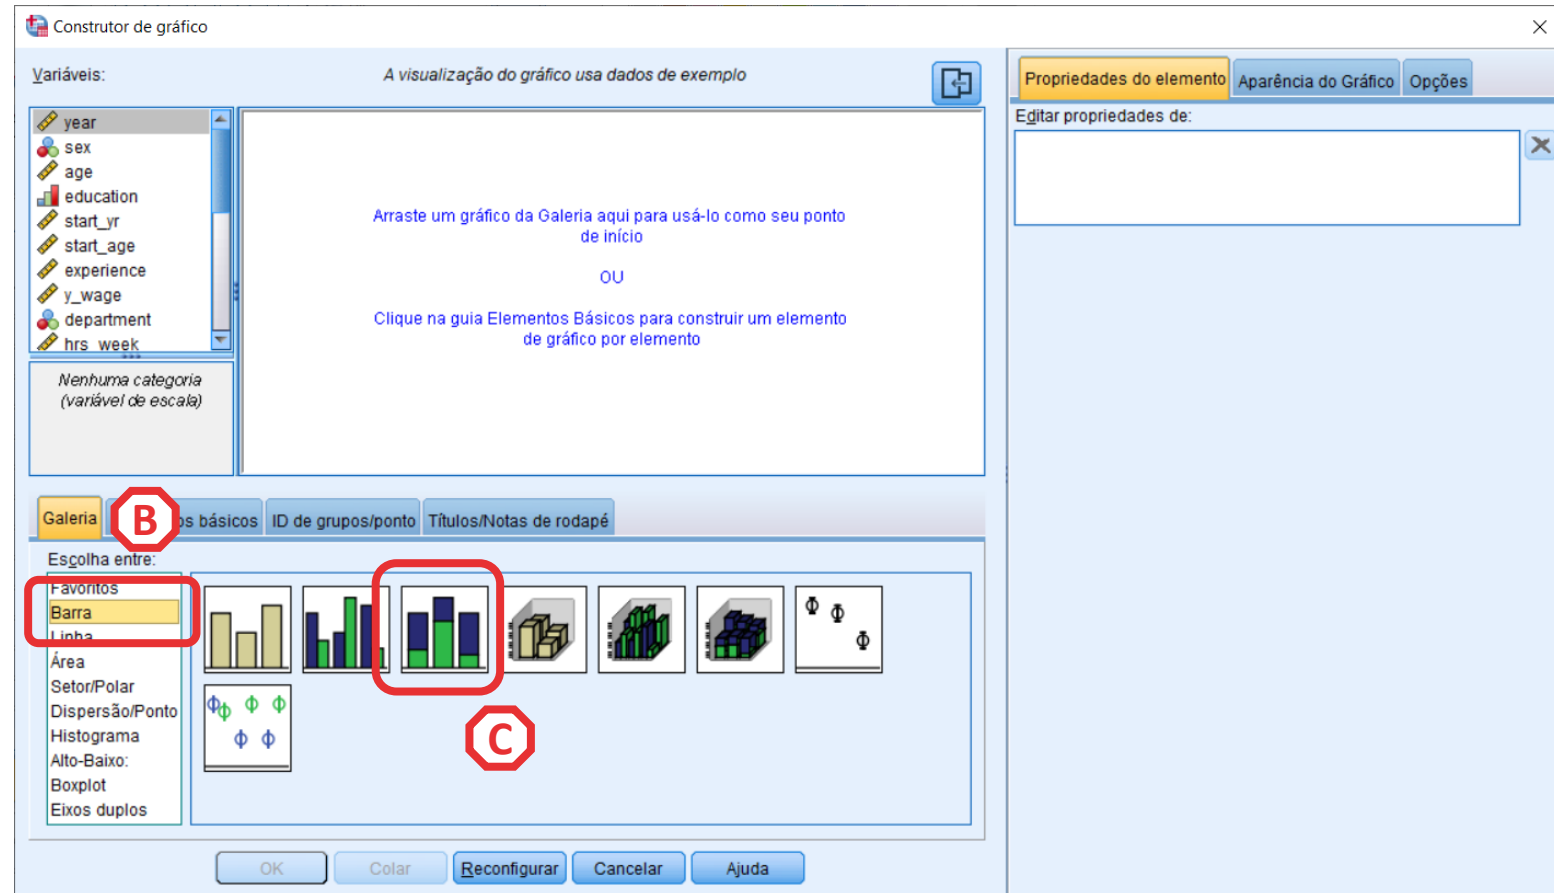 Construtor de gráfico
Variáveis:
A visualização do gráfico usa dados de exemplo
year
sex
age
education
start_yr
start_age
experience
y_wage
department
hrs_week
Nenhuma categoria
(variável de escala)
Arraste um gráfico da Galeria aqui para usá-lo como seu ponto
de início
OU
Clique na guia Elementos Básicos para construir um elemento
de gráfico por elemento
Propriedades do elemento
Aparência do Gráfico
Opções
Editar propriedades de:
Galeria
B
os básicos
ID de grupos/ponto
Títulos/Notas de rodapé
Escolha entre:
Favoritos
Barra
Linha
Área
Setor/Polar
Dispersão/Ponto
Histograma
Alto-Baixo:
Boxplot
Eixos duplos
C
OK
Colar
Reconfigurar
Cancelar
Ajuda